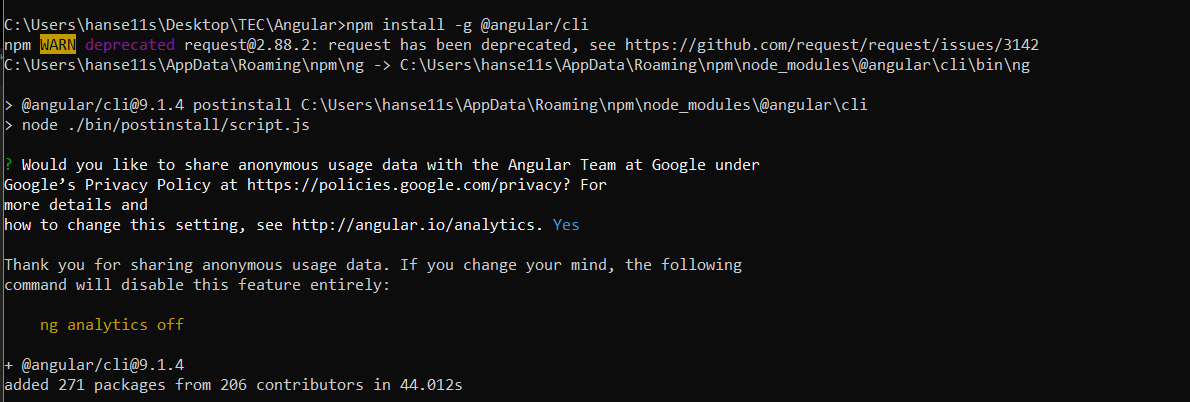 C:\Users\hanse11s\Desktop\TEC\Angular>npm install -g @angular/cli
npm WARN deprecated request@2.88.2: request has been deprecated, see https://github.com/request/request/issues/3142
C:\Users\hanse11s\AppData\Roaming\npm\ng -> C:\Users\hanse11s\AppData\Roaming\npm\node_modules\@angular\cli\bin\ng
> @angular/cli@9.1.4 postinstall C:\Users\hanse11s\AppData\Roaming\npm\node_modules\@angular\cli
> node ./bin/postinstall/script.js
? Would you like to share anonymous usage data with the Angular Team at Google under
Google’s Privacy Policy at https://policies.google.com/privacy? For
more details and
how to change this setting, see http://angular.io/analytics. Yes
Thank you for sharing anonymous usage data. If you change your mind, the following
command will disable this feature entirely:
ng analytics off
+ @angular/cli@9.1.4
added 271 packages from 206 contributors in 44.012s